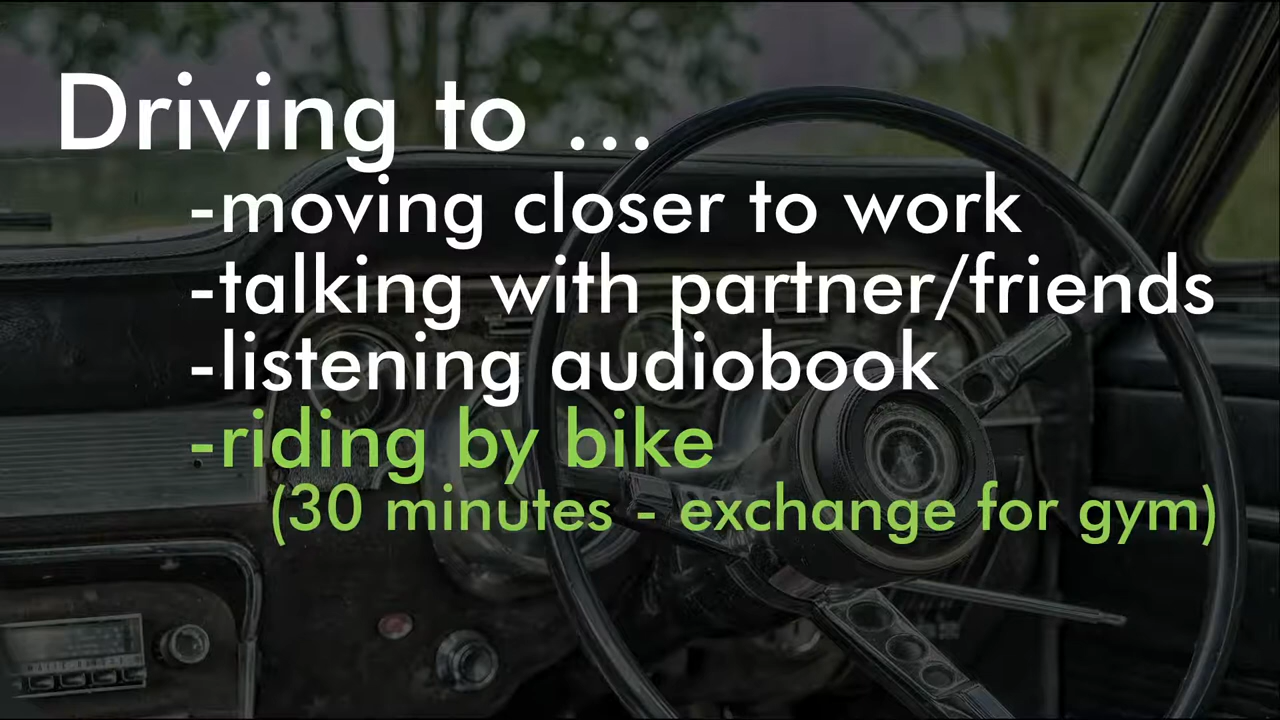 Driving to ...
-moving closer to work
-talking with partner/friends
-listening audiobook
-riding by bike
(30 minutes - exchange for gym)